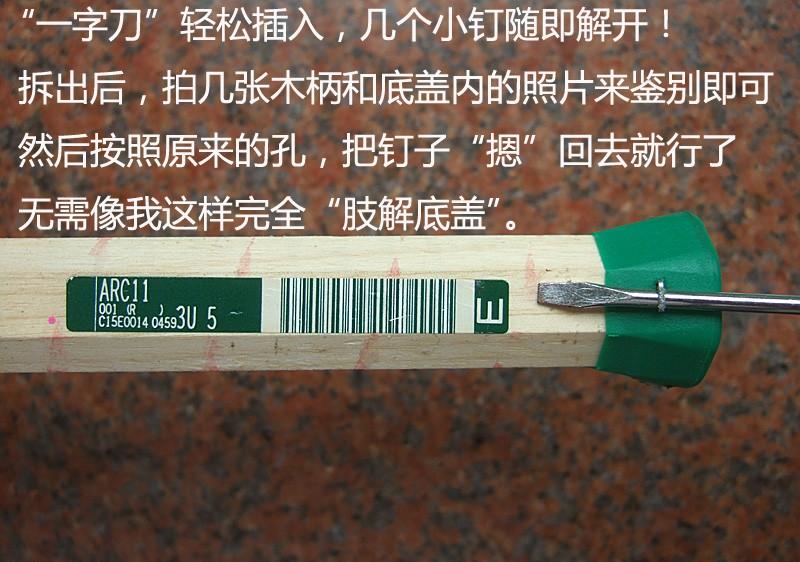 “一字刀”轻松插入，几个小钉随即解开！
拆出后，拍几张木柄和底盖内的照片来鉴别即可
然后按照原来的孔，把钉子“摁”回去就行了
无需像我这样完全“肢解底盖”。
ARC11
001 (R )
C15E0014 0459 3U 5
E